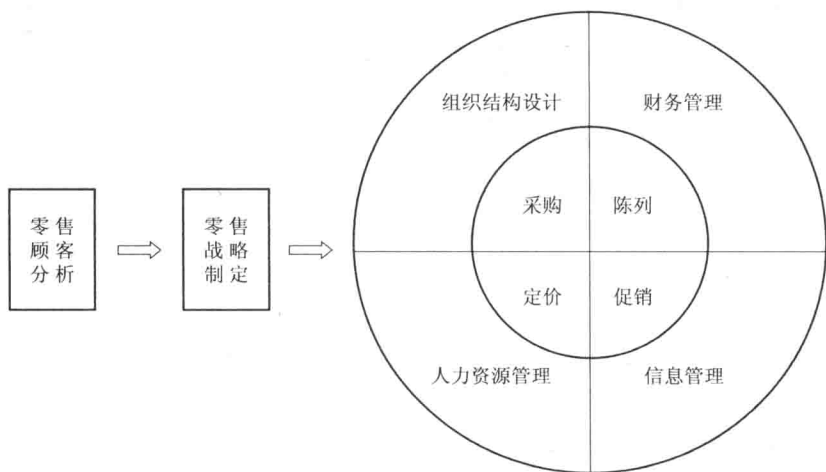 零售
顾客
分析
零售
战略
制定
组织结构设计
财务管理
采购
陈列
定价
促销
人力资源管理
信息管理